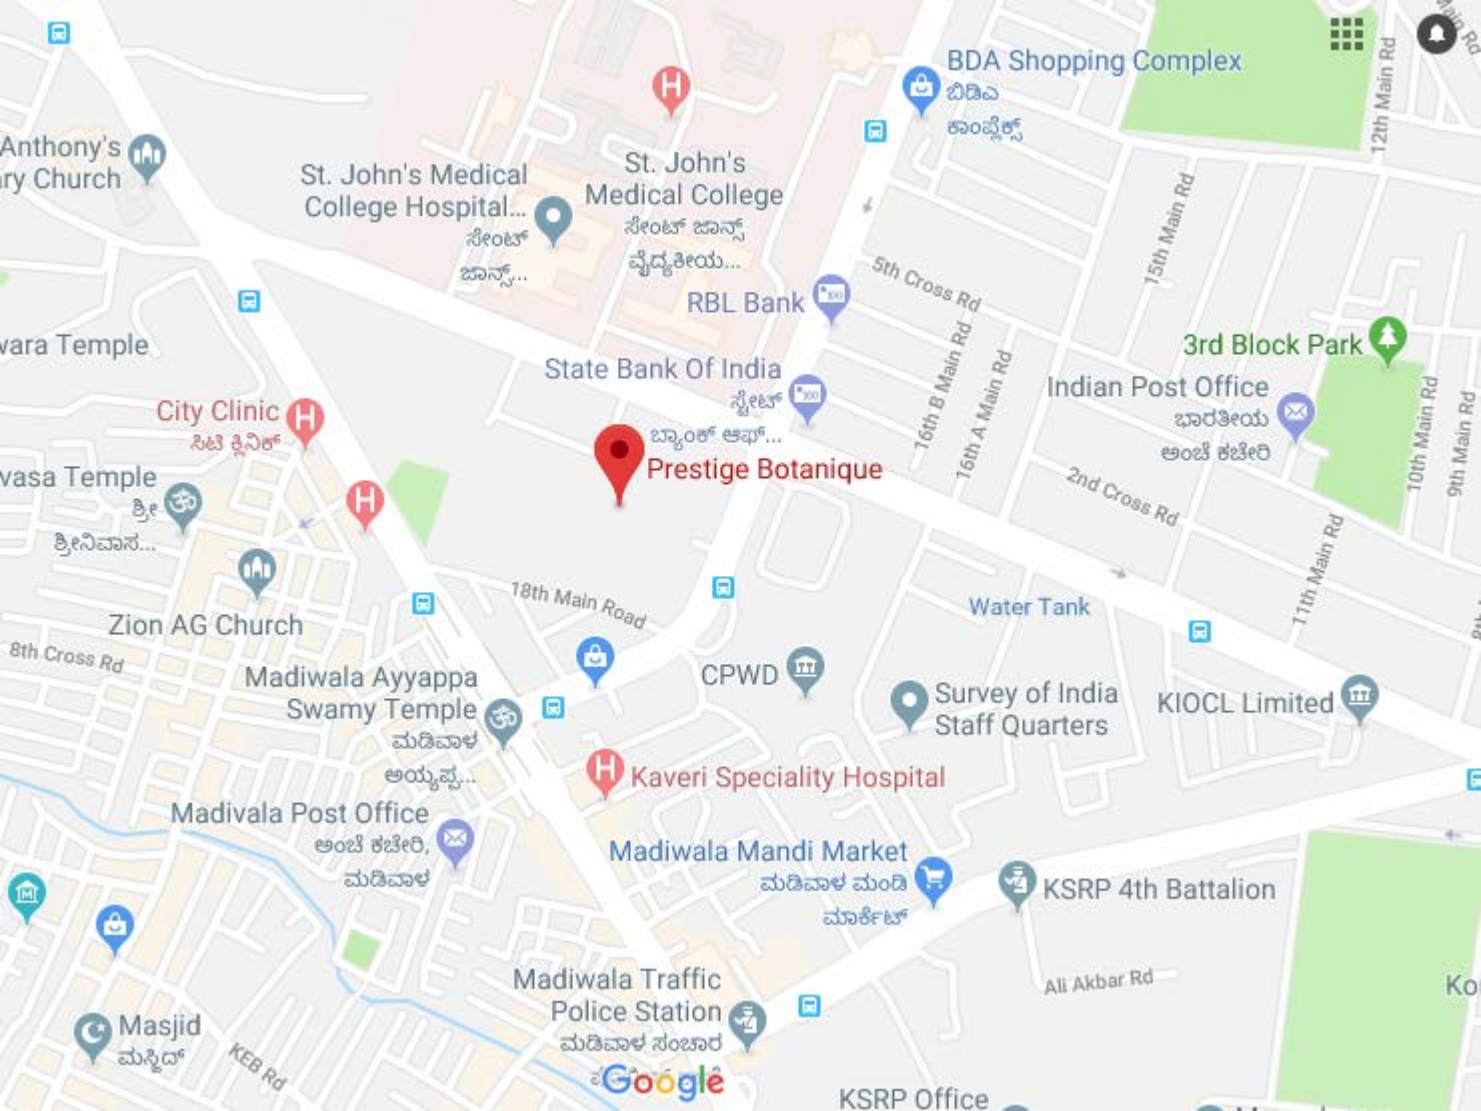 BDA Shopping Complex
ಬಿಡಿಎ
ಕಾಂಪ್ಲೆಕ್ಸ್
12th Main Rd
Main Rd
Anthony's
Church
St. John's Medical
College Hospital...
ಸೇಂಟ್
ಜಾನ್ಸ್...
St. John's
Medical College
ಸೇಂಟ್ ಜಾನ್ಸ್
ವೈದ್ಯಕೀಯ...
H
15th Main Rd
5th Cross Rd
RBL Bank
wara Temple
State Bank Of India
ಸ್ಟೇಟ್
ಬ್ಯಾಂಕ್ ಆಫ್...
16th B Main Rd
16th A Main Rd
3rd Block Park
Indian Post Office
ಭಾರತೀಯ
ಅಂಚೆ ಕಚೇರಿ
10th Main Rd
9th Main Rd
City Clinic
ಸಿಟಿ ಕ್ಲಿನಿಕ್
H
H
vasa Temple
ಶ್ರೀ
ಶ್ರೀನಿವಾಸ...
Prestige Botanique
2nd Cross Rd
11th Main Rd
18th Main Road
Water Tank
Zion AG Church
8th Cross Rd
Madiwala Ayyappa
Swamy Temple
ಮಡಿವಾಳ
ಅಯ್ಯಪ್ಪ...
CPWD
Survey of India
Staff Quarters
KIOCL Limited
H
Kaveri Speciality Hospital
Madivala Post Office
ಅಂಚೆ ಕಚೇರಿ,
ಮಡಿವಾಳ
Madiwala Mandi Market
ಮಡಿವಾಳ ಮಂಡಿ
ಮಾರ್ಕೆಟ್
KSRP 4th Battalion
Ali Akbar Rd
Madiwala Traffic
Police Station
ಮಡಿವಾಳ ಸಂಚಾರ
Masjid
ಮಸ್ಜಿದ್
KEB Rd
Google
KSRP Office
Ko